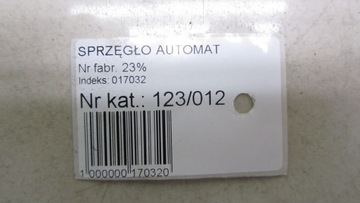 SPRZĘGŁO AUTOMAT
Nr fabr. 23%
Indeks: 017032
Nr kat.: 123/012
1 000000 170320